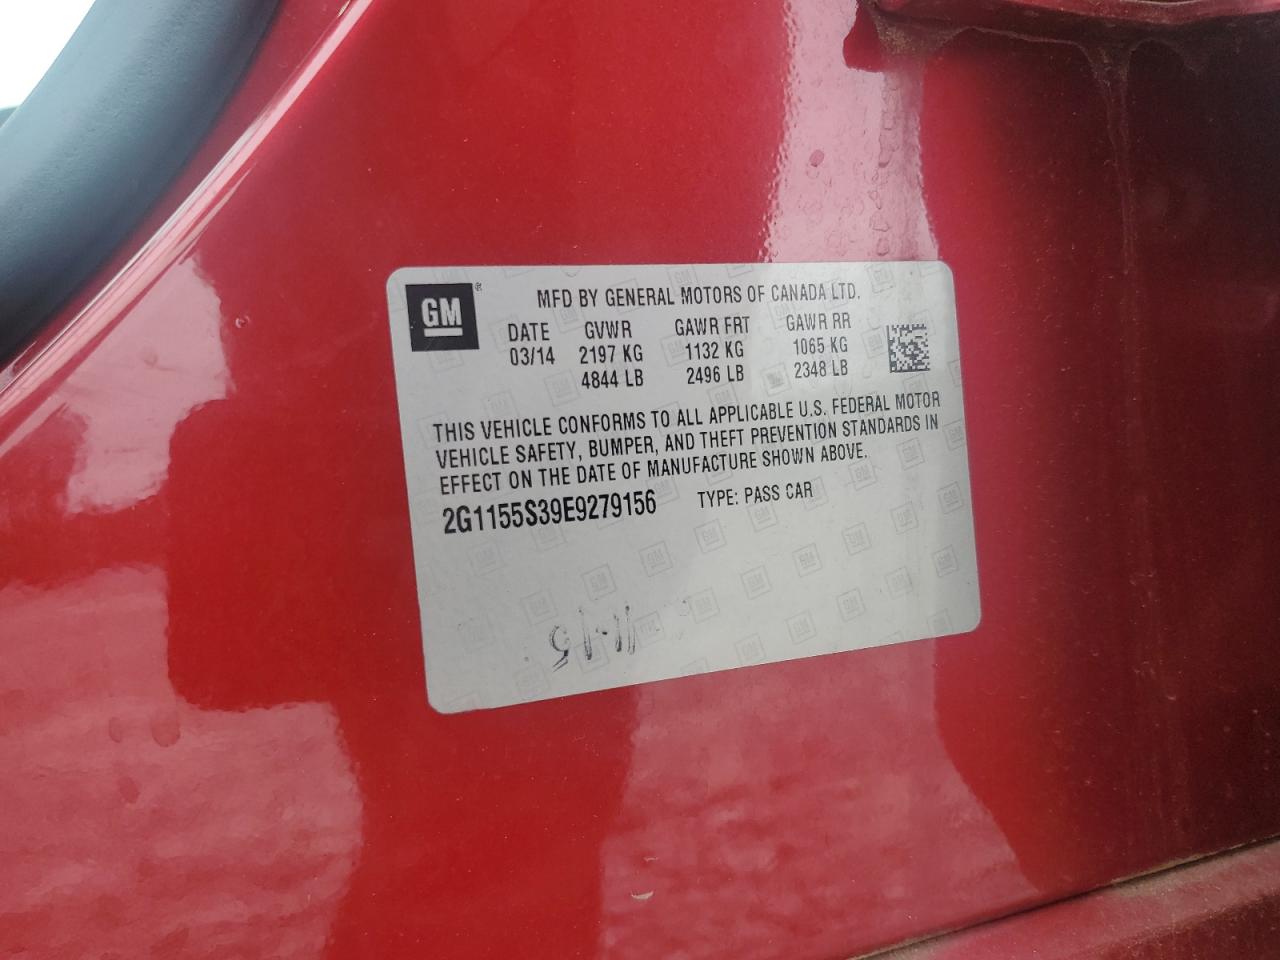 GM®
MFD BY GENERAL MOTORS OF CANADA LTD.
DATE GVWR GAWR FRT GAWR RR
03/14 2197 KG 1132 KG 1065 KG
4844 LB 2496 LB 2348 LB
THIS VEHICLE CONFORMS TO ALL APPLICABLE U.S. FEDERAL MOTOR
VEHICLE SAFETY, BUMPER, AND THEFT PREVENTION STANDARDS IN
EFFECT ON THE DATE OF MANUFACTURE SHOWN ABOVE.
2G1155S39E9279156 TYPE: PASS CAR